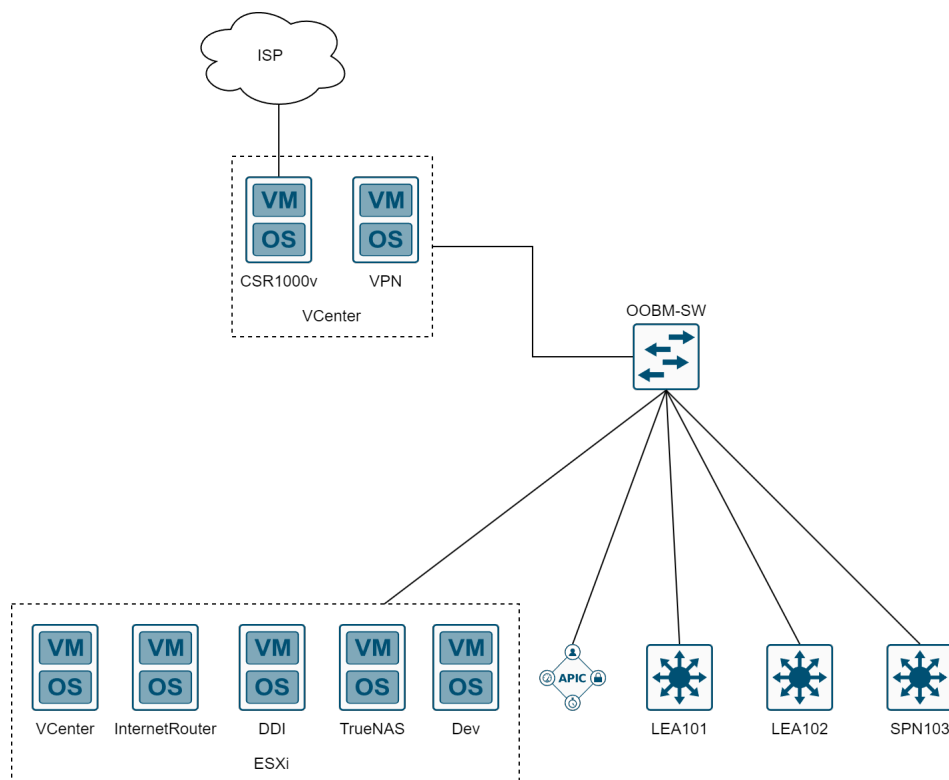 ISP
VM VM
OS OS
CSR1000v VPN
VCenter
OOBM-SW
VM VM VM VM VM
OS OS OS OS OS
APIC
VCenter InternetRouter DDI TrueNAS Dev LEA101 LEA102 SPN103
ESXi